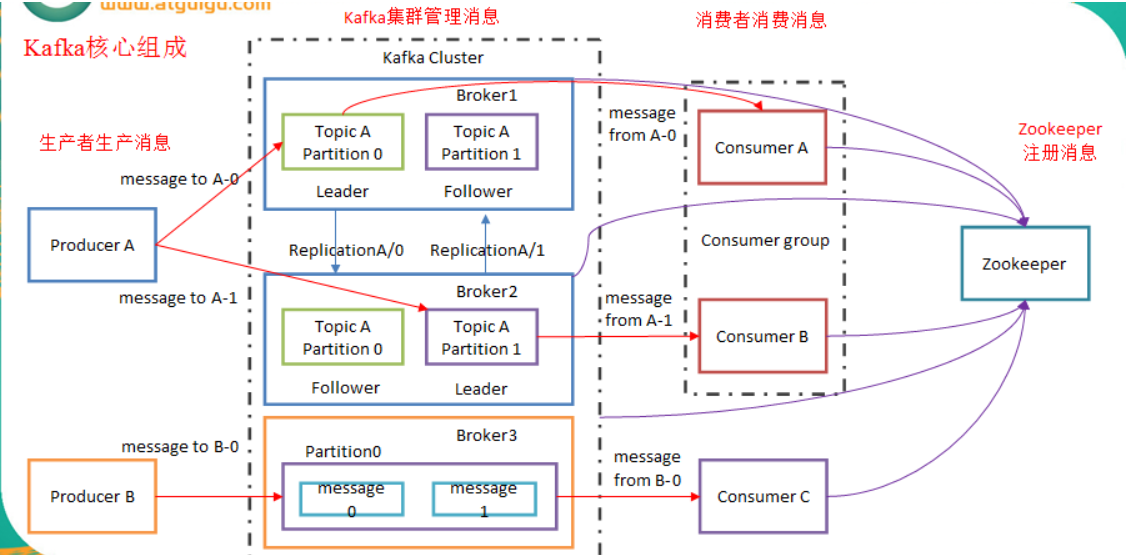 www.atguigu.com
Kafka核心组成
Kafka集群管理消息
消费者消费消息
Kafka Cluster
Broker1
Topic A
Partition 0
Topic A
Partition 1
Leader
Follower
message
from A-0
Consumer A
Zookeeper
注册消息
生产者生产消息
message to A-0
Producer A
message to A-1
ReplicationA/0
ReplicationA/1
Consumer group
Zookeeper
Broker2
Topic A
Partition 0
Topic A
Partition 1
Follower
Leader
message
from A-1
Consumer B
message to B-0
Producer B
Broker3
Partition0
message
0
message
1
message
from B-0
Consumer C